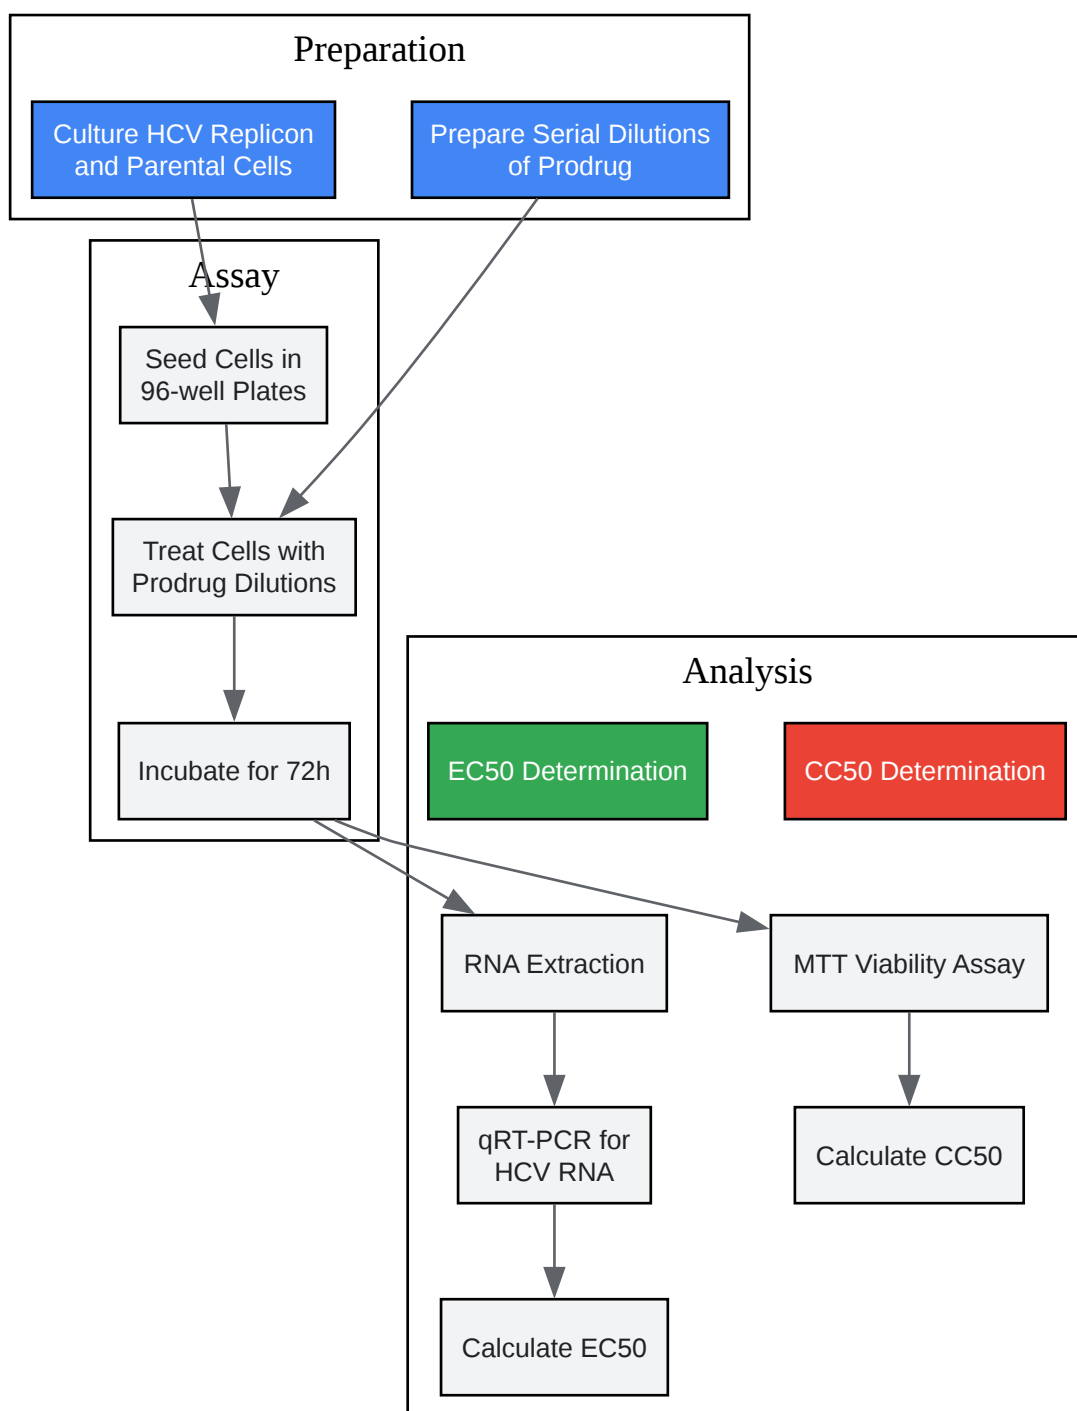 Preparation
Culture HCV Replicon
and Parental Cells
Prepare Serial Dilutions
of Prodrug
Assay
Seed Cells in
96-well Plates
Treat Cells with
Prodrug Dilutions
Incubate for 72h
Analysis
EC50 Determination
CC50 Determination
RNA Extraction
MTT Viability Assay
qRT-PCR for
HCV RNA
Calculate CC50
Calculate EC50